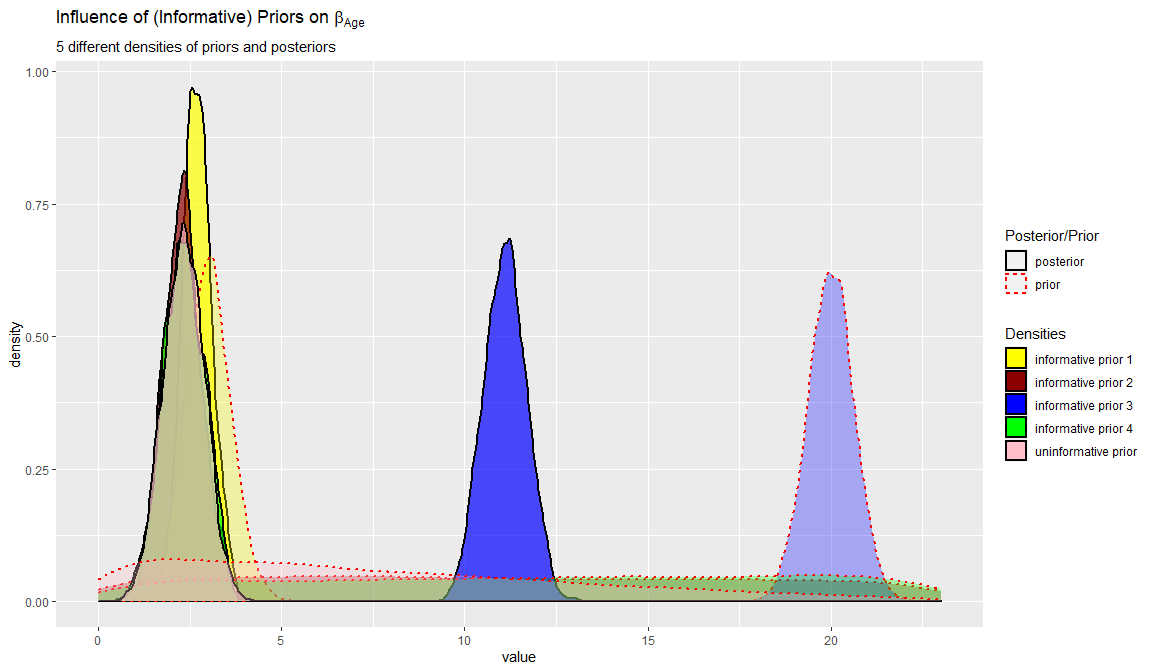 Influence of (Informative) Priors on βAge
5 different densities of priors and posteriors
density
1.00
0.75
0.50
0.25
0.00
0
5
10
15
20
value
Posterior/Prior
posterior
prior
Densities
informative prior 1
informative prior 2
informative prior 3
informative prior 4
uninformative prior